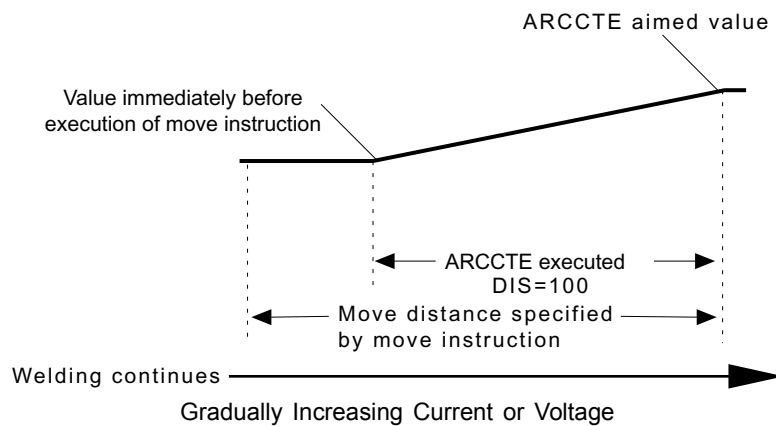 ARCCTE aimed value
Value immediately before
execution of move instruction
ARCCTE executed
DIS=100
Move distance specified
by move instruction
Welding continues
Gradually Increasing Current or Voltage